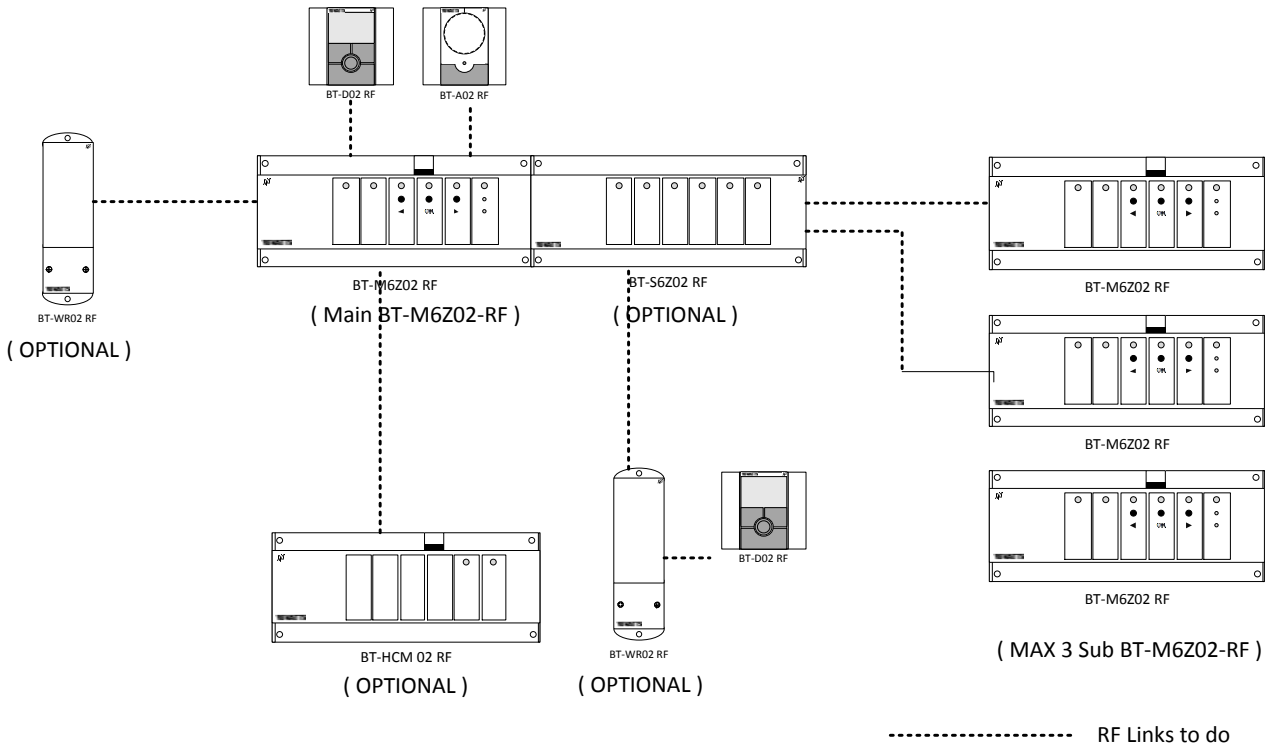 BT-D02 RF
BT-A02 RF
BT-WR02 RF
( OPTIONAL )
BT-M6Z02 RF
( Main BT-M6Z02-RF )
BT-S6Z02 RF
( OPTIONAL )
BT-M6Z02 RF
BT-M6Z02 RF
BT-M6Z02 RF
( MAX 3 Sub BT-M6Z02-RF )
BT-HCM 02 RF
( OPTIONAL )
BT-WR02 RF
( OPTIONAL )
BT-D02 RF
RF Links to do